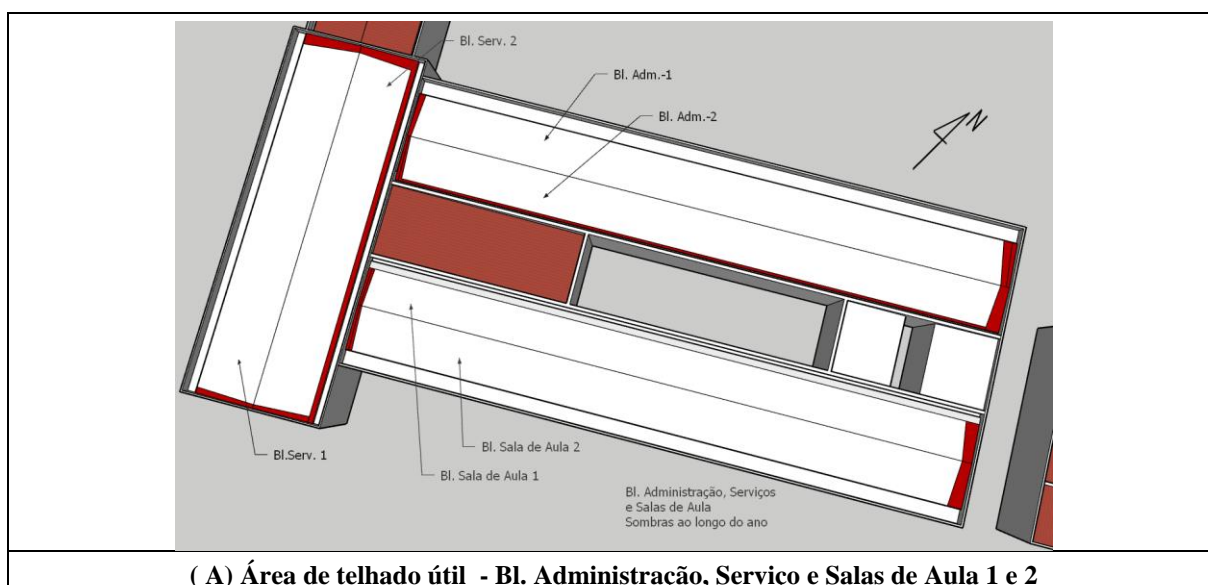 Bl. Serv. 2
Bl. Adm.-1
Bl. Adm.-2
N
Bl. Sala de Aula 2
Bl.Serv. 1
Bl. Sala de Aula 1
Bl. Administração, Serviços
e Salas de Aula
Sombras ao longo do ano
( A) Área de telhado útil - Bl. Administração, Serviço e Salas de Aula 1 e 2